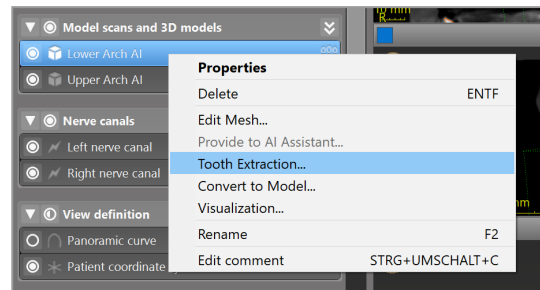 Model scans and 3D models
Lower Arch AI
Upper Arch AI
Nerve canals
Left nerve canal
Right nerve canal
View definition
Panoramic curve
Patient coordinate
Properties
Delete ENTF
Edit Mesh...
Provide to AI Assistant...
Tooth Extraction...
Convert to Model...
Visualization...
Rename F2
Edit comment STRG+UMSCHALT+C